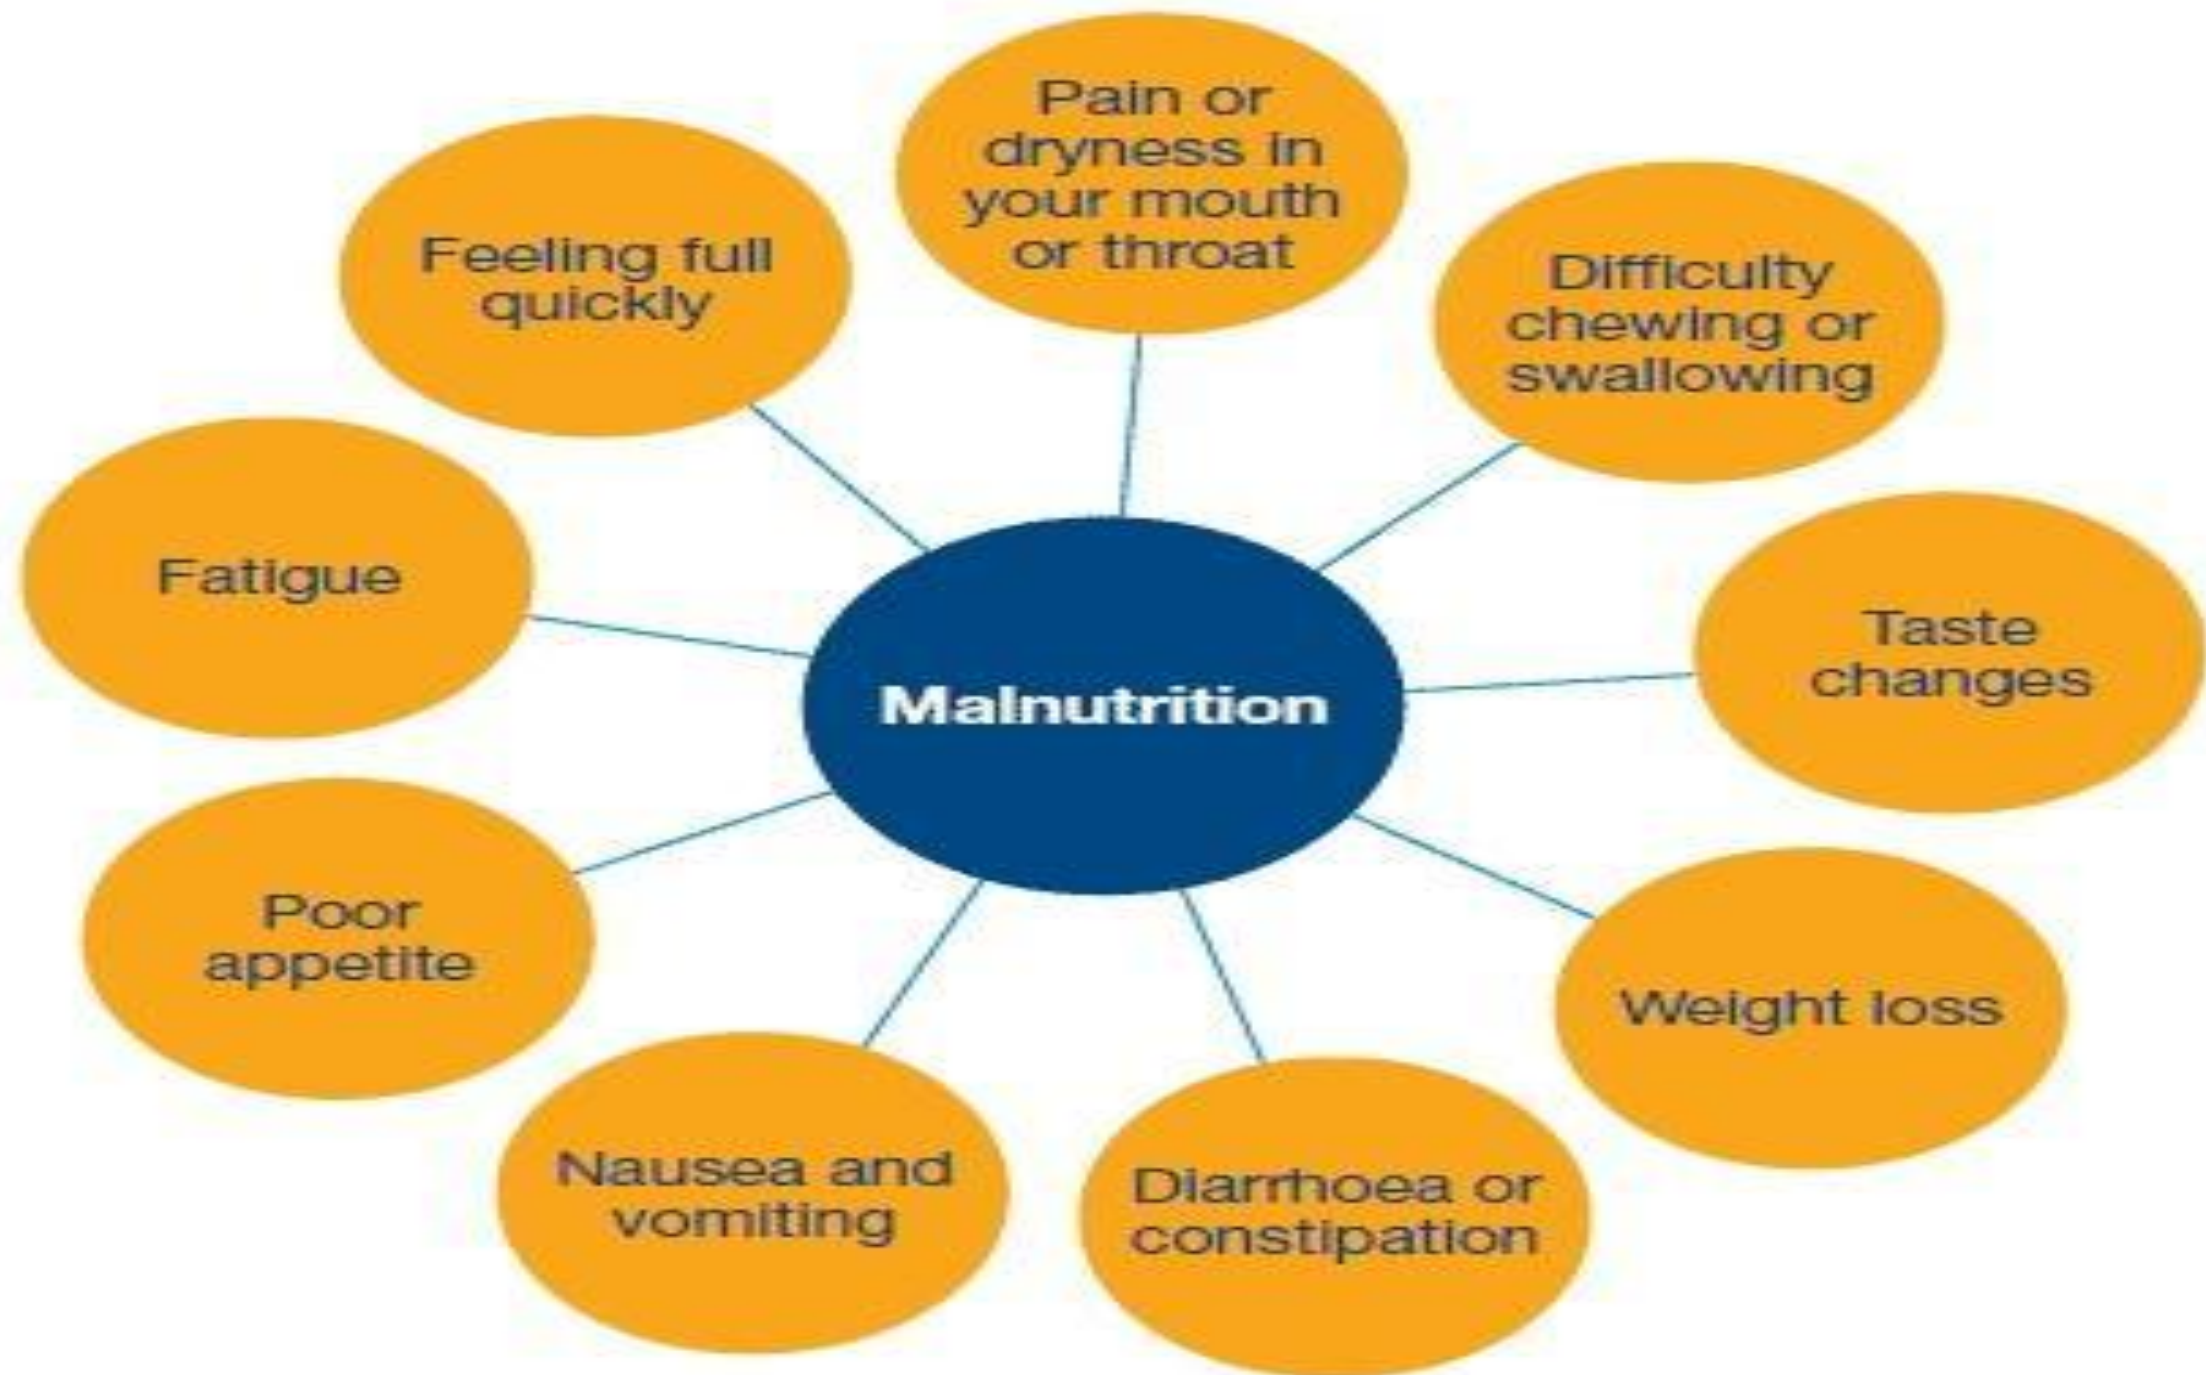 Pain or
dryness in
your mouth
or throat
Difficulty
chewing or
swallowing
Taste
changes
Weight loss
Diarrhoea or
constipation
Nausea and
vomiting
Poor
appetite
Fatigue
Feeling full
quickly
Malnutrition